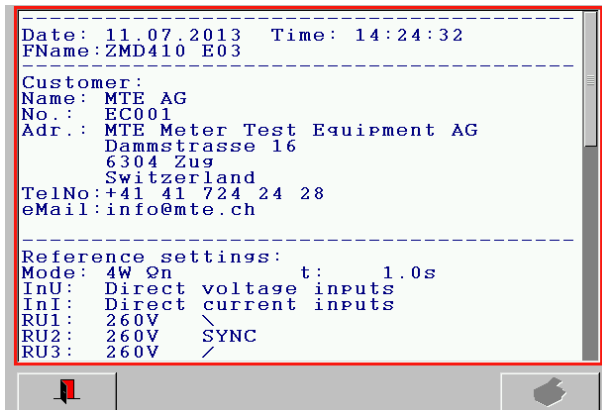 ------------------------------------------------------
Date: 11.07.2013  Time: 14:24:32
FName:ZMD410 E03
------------------------------------------------------
Customer:
Name: MTE AG
No.:  EC001
Adr.: MTE Meter Test Equipment AG
      Dammstrasse 16
      6304 Zug
      Switzerland
TelNo:+41 41 724 24 28
eMail:info@mte.ch
------------------------------------------------------
Reference settings:
Mode: 4W Qn            t:    1.0s
InU:  Direct voltage inputs
InI:  Direct current inputs
RU1:  260V   \
RU2:  260V   SYNC
RU3:  260V   /